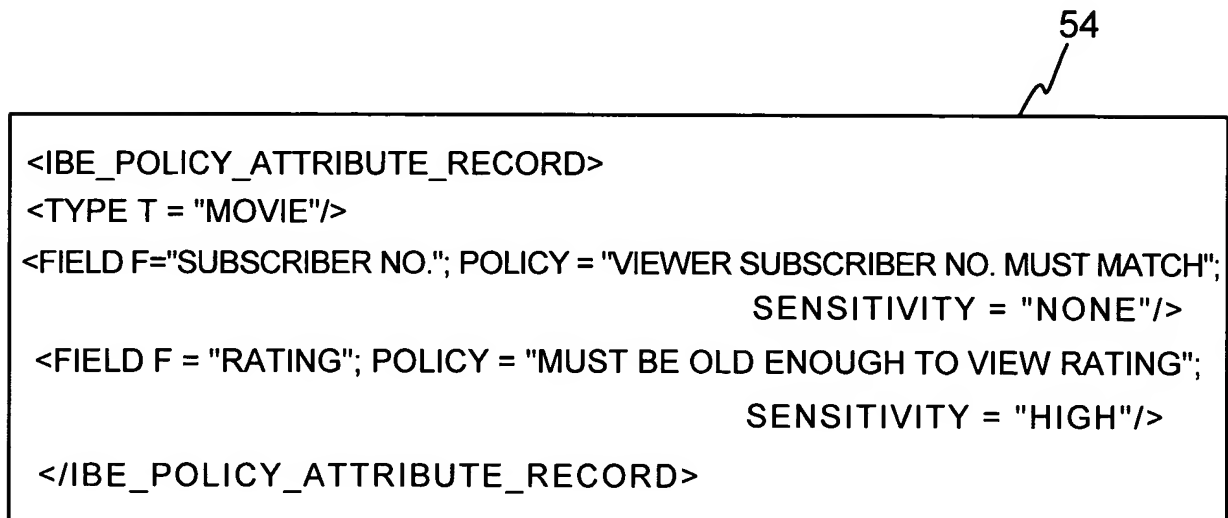 54
<IBE_POLICY_ATTRIBUTE_RECORD>
<TYPE T = "MOVIE"/>
<FIELD F="SUBSCRIBER NO."; POLICY = "VIEWER SUBSCRIBER NO. MUST MATCH";
SENSITIVITY = "NONE"/>
<FIELD F = "RATING"; POLICY = "MUST BE OLD ENOUGH TO VIEW RATING";
SENSITIVITY = "HIGH"/>
</IBE_POLICY_ATTRIBUTE_RECORD>